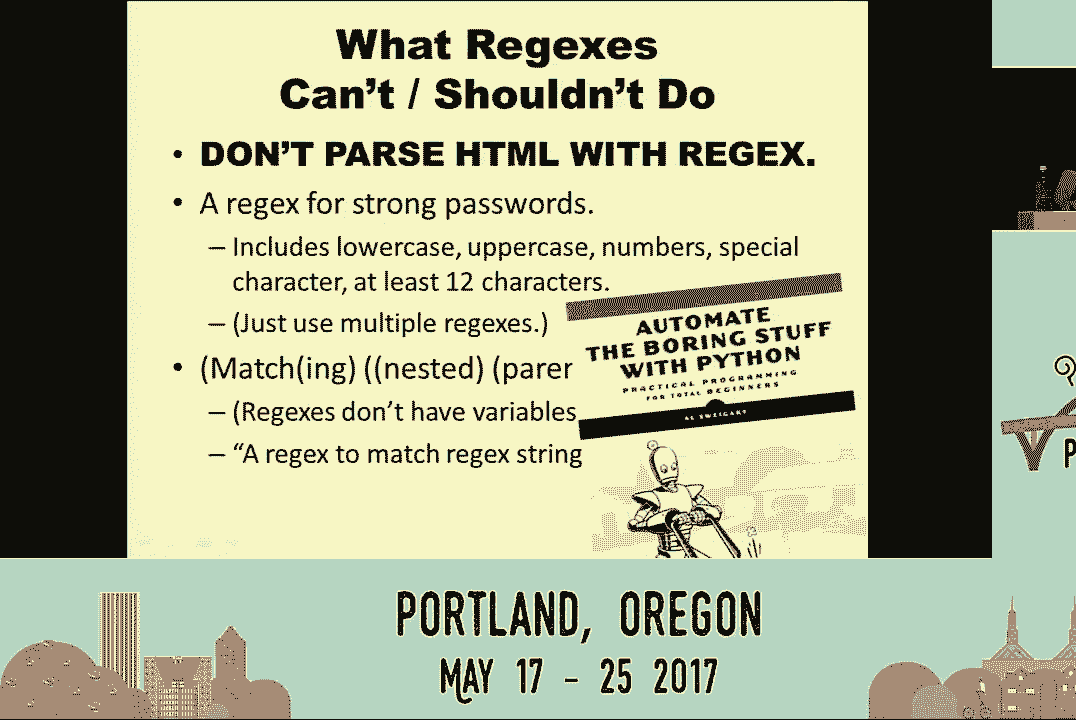 What Regexes
Can’t / Shouldn’t Do
• DON’T PARSE HTML WITH REGEX.
• A regex for strong passwords.
– Includes lowercase, uppercase, numbers, special
character, at least 12 characters.
– (Just use multiple regexes.)
• (Match(ing) ((nested) (paren
– (Regexes don’t have variables
– “A regex to match regex string
AUTOMATE
THE BORING STUFF
WITH PYTHON
PRACTICAL PROGRAMMING
FOR TOTAL BEGINNERS
AL SWEIGART
P
PORTLAND, OREGON
MAY 17 - 25 2017